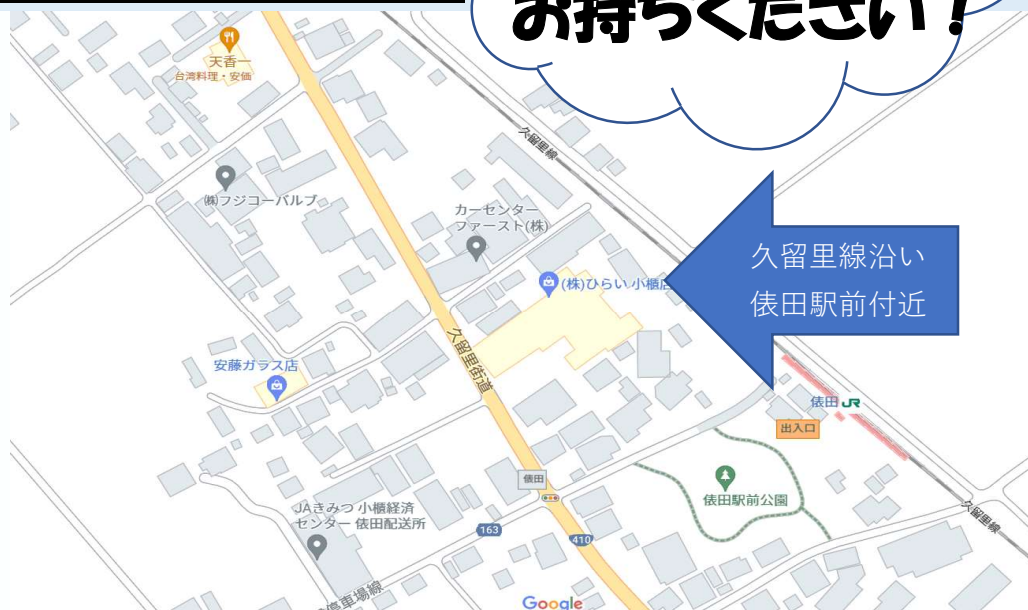 お持ちください！
天香一
台湾料理・安価
久留里線
(株)フジコーバルブ
カーセンター
ファースト(株)
(株)ひらい 小櫃店
久留里線沿い
俵田駅前付近
久留里街道
安藤ガラス店
俵田 JR
出入口
俵田
俵田駅前公園
JAきみつ 小櫃経済
センター 俵田配送所
163
410
久留里線
停車場線
Google